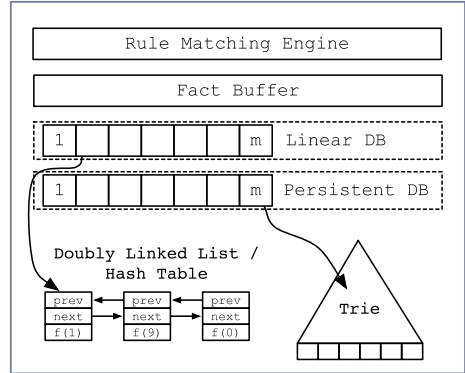 Rule Matching Engine
Fact Buffer
1 m Linear DB
1 m Persistent DB
Doubly Linked List /
Hash Table
prev prev prev
next next next
f(1) f(9) f(0)
Trie